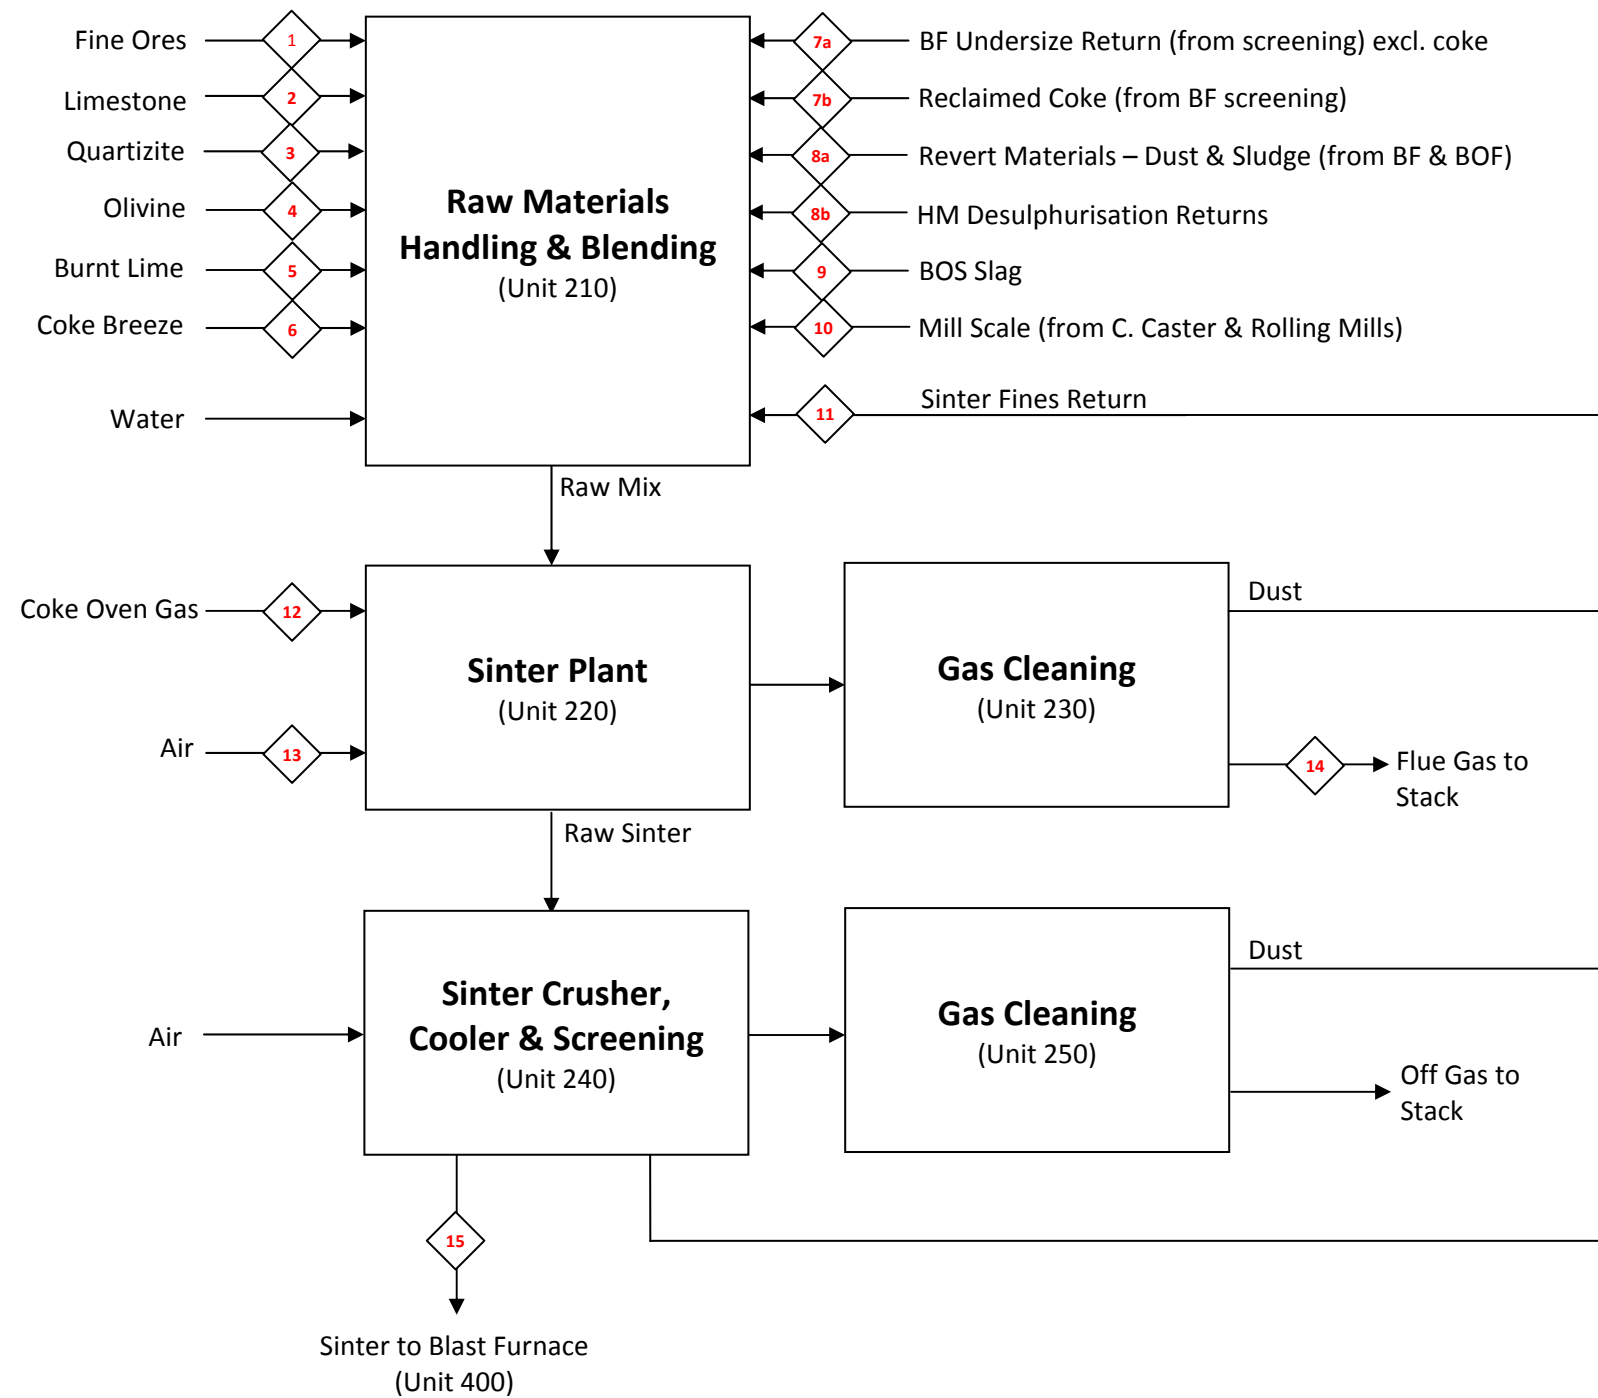 Fine Ores
1
7a
BF Undersize Return (from screening) excl. coke
Limestone
2
7b
Reclaimed Coke (from BF screening)
Quartizite
3
8a
Revert Materials – Dust & Sludge (from BF & BOF)
Olivine
4
8b
HM Desulphurisation Returns
Burnt Lime
5
9
BOS Slag
Coke Breeze
6
10
Mill Scale (from C. Caster & Rolling Mills)
Water
11
Sinter Fines Return
Raw Materials
Handling & Blending
(Unit 210)
Raw Mix
Coke Oven Gas
12
Air
13
Sinter Plant
(Unit 220)
Gas Cleaning
(Unit 230)
Dust
14
Flue Gas to
Stack
Raw Sinter
Air
Sinter Crusher,
Cooler & Screening
(Unit 240)
Gas Cleaning
(Unit 250)
Dust
Off Gas to
Stack
15
Sinter to Blast Furnace
(Unit 400)